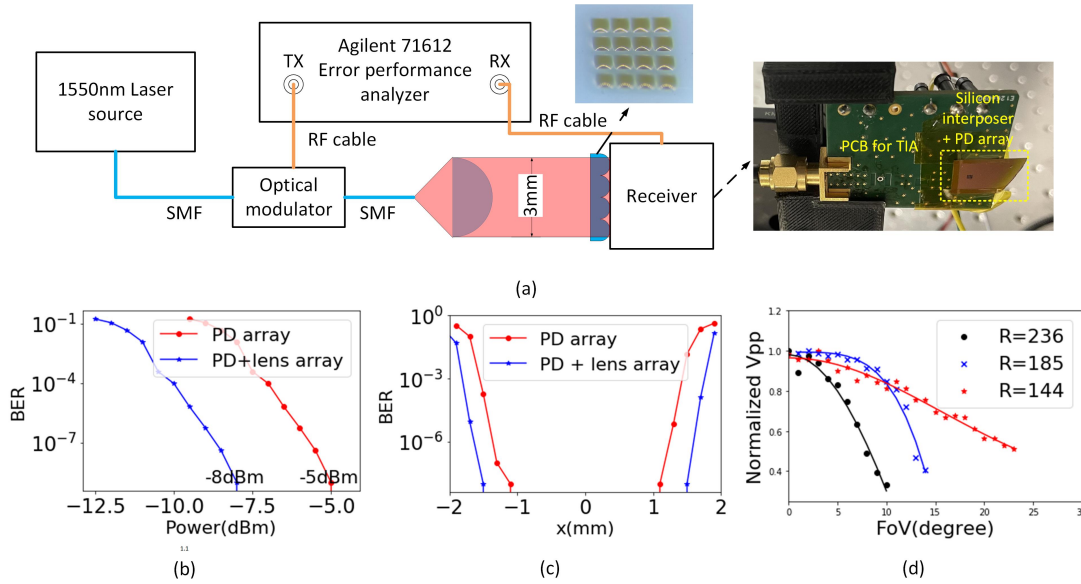 Agilent 71612
Error performance
analyzer
TX
RX
1550nm Laser
source
RF cable
RF cable
Optical
modulator
SMF
SMF
3mm
Receiver
PCB for TIA
Silicon
interposer
+ PD array
(a)
BER
10⁻¹
10⁻⁴
10⁻⁷
PD array
PD+lens array
-8dBm
-5dBm
−12.5
−10.0
−7.5
−5.0
Power(dBm)
1.1
(b)
BER
10⁰
10⁻³
10⁻⁶
PD array
PD + lens array
−2
−1
0
1
2
x(mm)
(c)
Normalized Vpp
1.2
1.0
0.8
0.6
0.4
R=236
R=185
R=144
0
5
10
15
20
25
30
FoV(degree)
(d)